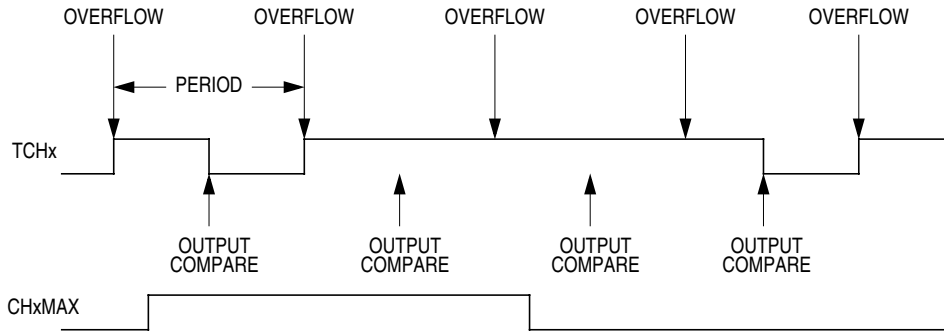 OVERFLOW OVERFLOW OVERFLOW OVERFLOW OVERFLOW
PERIOD
TCHx
OUTPUT COMPARE
OUTPUT COMPARE
OUTPUT COMPARE
OUTPUT COMPARE
CHxMAX